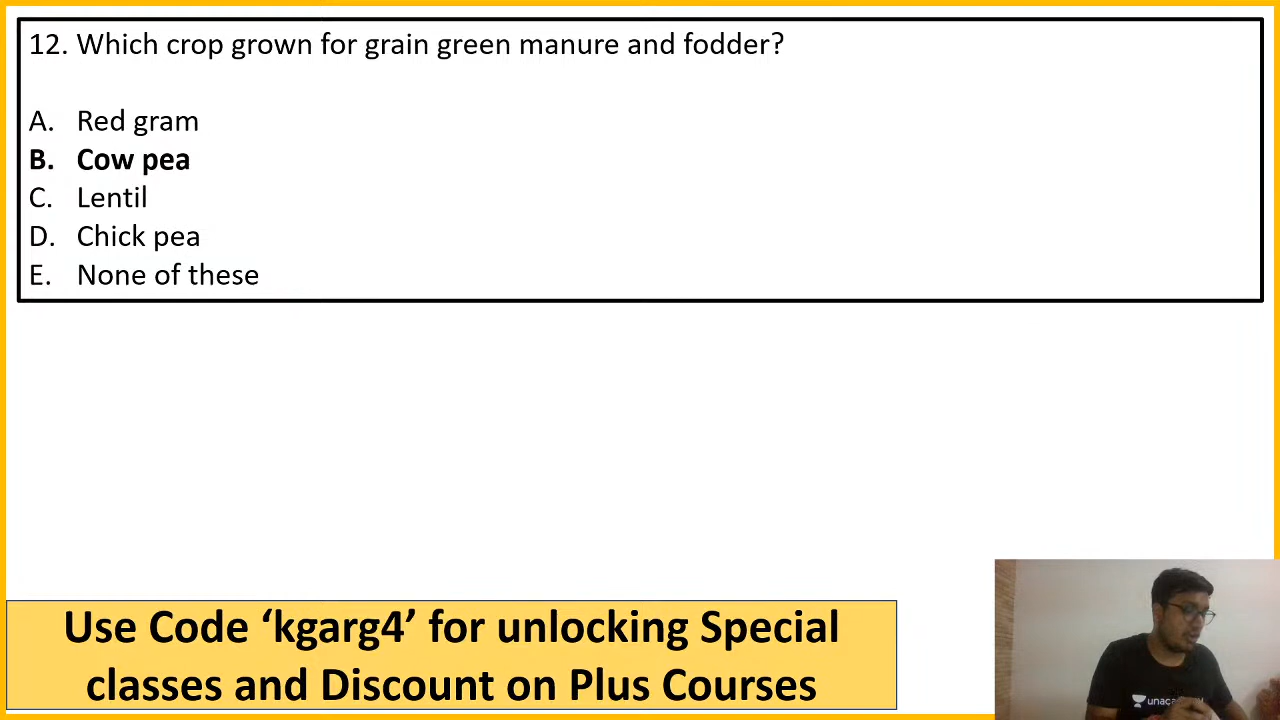 12. Which crop grown for grain green manure and fodder?
A. Red gram
B. Cow pea
C. Lentil
D. Chick pea
E. None of these
Use Code ‘kgarg4’ for unlocking Special
classes and Discount on Plus Courses